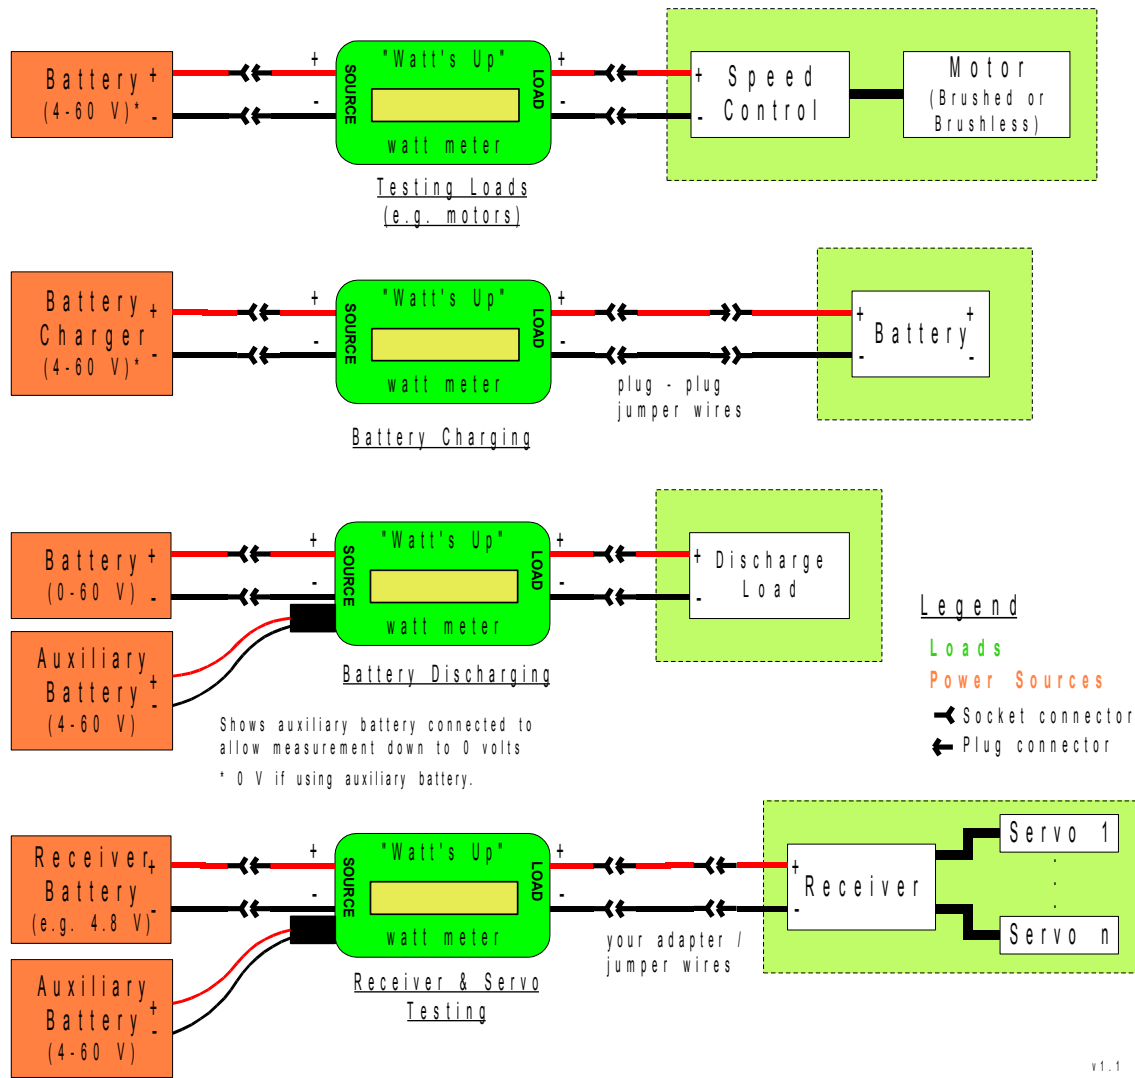 Battery +
(4-60 V)* -
+
-
SOURCE
"Watt's Up"
watt meter
LOAD
+
-
+
-
Speed
Control
Motor
(Brushed or
Brushless)
Testing Loads
(e.g. motors)
Battery
Charger
(4-60 V)*
+
-
+
-
SOURCE
"Watt's Up"
watt meter
LOAD
+
-
plug - plug
jumper wires
+ +
Battery
- -
Battery Charging
Battery +
(0-60 V) -
+
-
SOURCE
"Watt's Up"
watt meter
LOAD
+
-
+
-
Discharge
Load
Auxiliary
Battery
(4-60 V)
+
-
Battery Discharging
Shows auxiliary battery connected to
allow measurement down to 0 volts
* 0 V if using auxiliary battery.
Legend
Loads
Power Sources
Socket connector
Plug connector
Receiver
Battery
(e.g. 4.8 V)
+
-
+
-
SOURCE
"Watt's Up"
watt meter
LOAD
+
-
your adapter /
jumper wires
+
-
Receiver
Servo 1
.
.
.
Servo n
Auxiliary
Battery
(4-60 V)
+
-
Receiver & Servo
Testing
v1.1